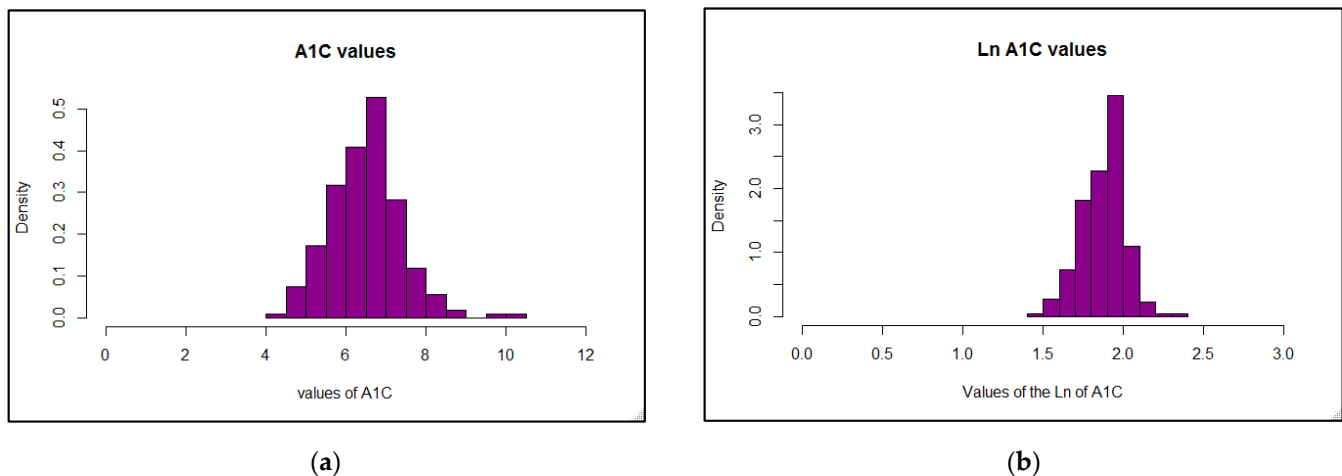 A1C values
Density
0.0 0.1 0.2 0.3 0.4 0.5
0 2 4 6 8 10 12
values of A1C
(a)
Ln A1C values
Density
0.0 1.0 2.0 3.0
0.0 0.5 1.0 1.5 2.0 2.5 3.0
Values of the Ln of A1C
(b)